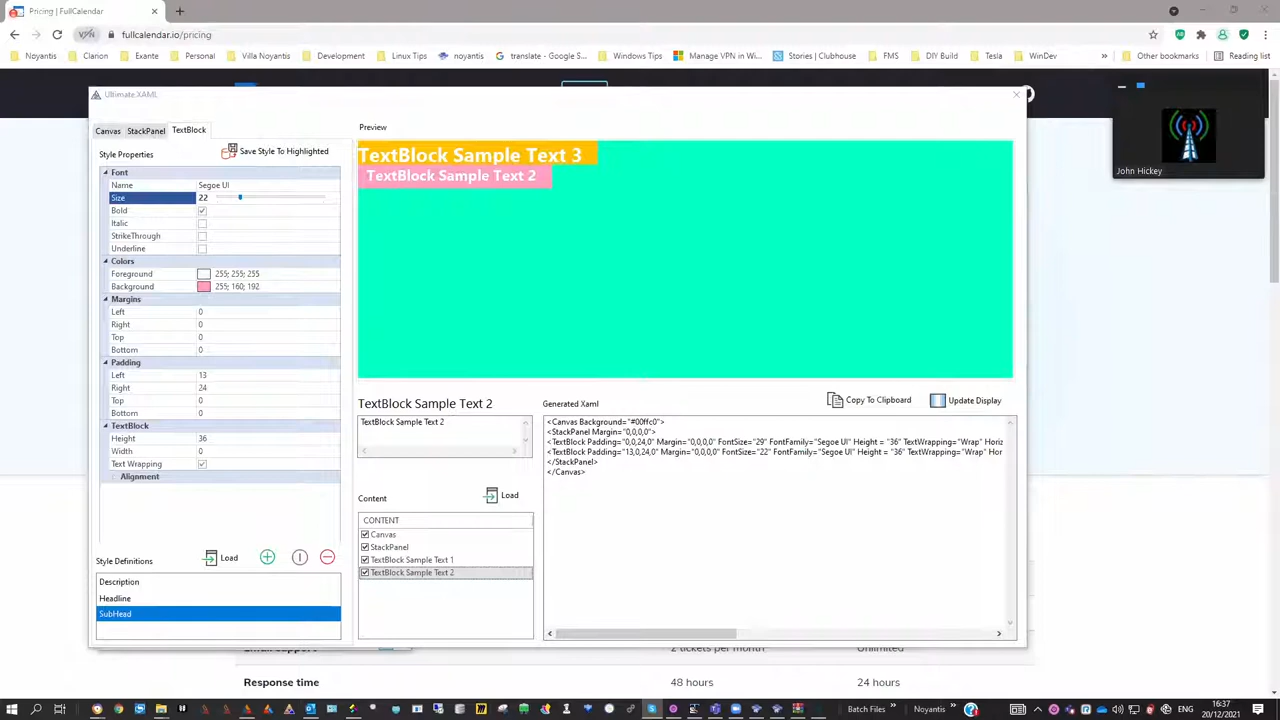 Pricing | FullCalendar
VPN fullcalendar.io/pricing
Noyantis Clarion Exante Personal Villa Noyantis Development Linux Tips noyantis translate - Google S... Windows Tips Manage VPN in Wi... Stories | Clubhouse FMS DIY Build Tesla WinDev » Other bookmarks Reading list
Ultimate XAML
Canvas StackPanel TextBlock
Preview
Style Properties Save Style To Highlighted
Font
Name Segoe UI
Size 22
Bold
Italic
StrikeThrough
Underline
Colors
Foreground 255; 255; 255
Background 255; 160; 192
Margins
Left 0
Right 0
Top 0
Bottom 0
Padding
Left 13
Right 24
Top 0
Bottom 0
TextBlock
Height 36
Width 0
Text Wrapping
Alignment
TextBlock Sample Text 3
TextBlock Sample Text 2
John Hickey
TextBlock Sample Text 2
TextBlock Sample Text 2
Generated Xaml Copy To Clipboard Update Display
<Canvas Background="#00ffc0">
<StackPanel Margin="0,0,0,0">
<TextBlock Padding="0,0,24,0" Margin="0,0,0,0" FontSize="29" FontFamily="Segoe UI" Height = "36" TextWrapping="Wrap" Horiz
<TextBlock Padding="13,0,24,0" Margin="0,0,0,0" FontSize="22" FontFamily="Segoe UI" Height = "36" TextWrapping="Wrap" Hor
</StackPanel>
</Canvas>
Content Load
CONTENT
Canvas
StackPanel
TextBlock Sample Text 1
TextBlock Sample Text 2
Style Definitions Load
Description
Headline
SubHead
Email support 2 tickets per month Unlimited
Response time 48 hours 24 hours
Batch Files » Noyantis » ENG 16:37
20/12/2021